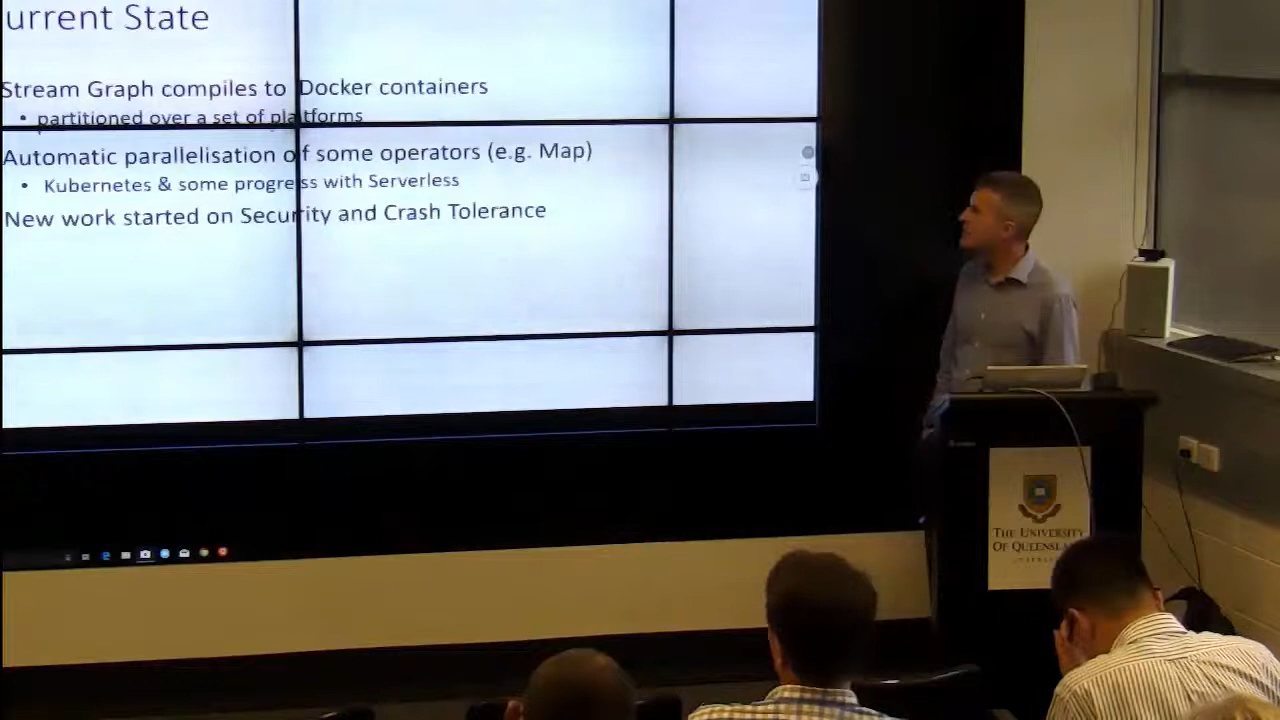 urrent State
Stream Graph compiles to Docker containers
• partitioned over a set of platforms
Automatic parallelisation of some operators (e.g. Map)
• Kubernetes & some progress with Serverless
New work started on Security and Crash Tolerance
THE UNIVERSITY
OF QUEENSLAND